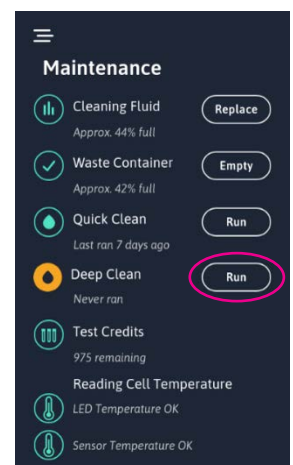 Maintenance
Cleaning Fluid
Replace
Approx. 44% full
Waste Container
Empty
Approx. 42% full
Quick Clean
Run
Last ran 7 days ago
Deep Clean
Run
Never ran
Test Credits
975 remaining
Reading Cell Temperature
LED Temperature OK
Sensor Temperature OK